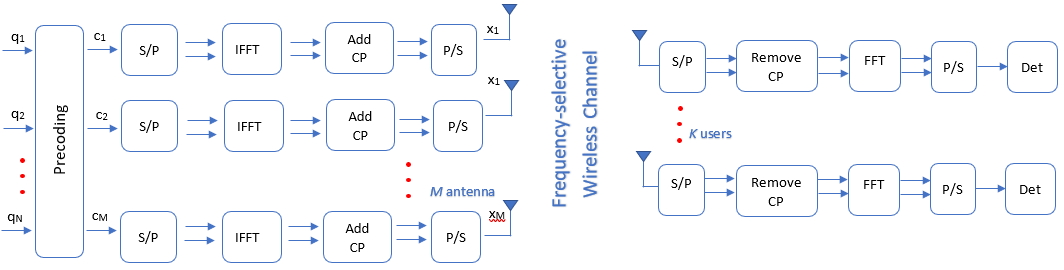 q1
c1
S/P
IFFT
Add
CP
P/S
x1
q2
c2
S/P
IFFT
Add
CP
P/S
x1
Precoding
M antenna
qN
cM
S/P
IFFT
Add
CP
P/S
xM
Frequency-selective
Wireless Channel
S/P
Remove
CP
FFT
P/S
Det
K users
S/P
Remove
CP
FFT
P/S
Det